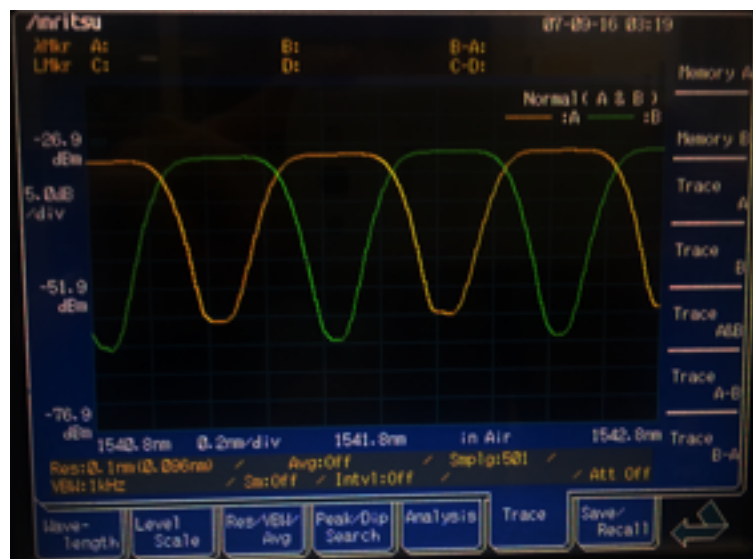 Anritsu 07-09-16 03:19
λMkr A: B: B-A:
LMkr C: D: C-D:
Normal( A & B )
:A :B
-26.9
dBm
5.0dB
/div
-51.9
dBm
-76.9
dBm
1540.8nm 0.2nm/div 1541.8nm in Air 1542.8nm
Res:0.1nm(0.086nm) / Avg:Off / Smplg:501 /
VBW:1kHz / Sm:Off / Intvl:Off / / Att Off
Memory A
Memory B
Trace
A
Trace
B
Trace
A&B
Trace
A-B
Trace
B-A
Wave-
length
Level
Scale
Res/VBW/
Avg
Peak/Dip
Search
Analysis
Trace
Save/
Recall